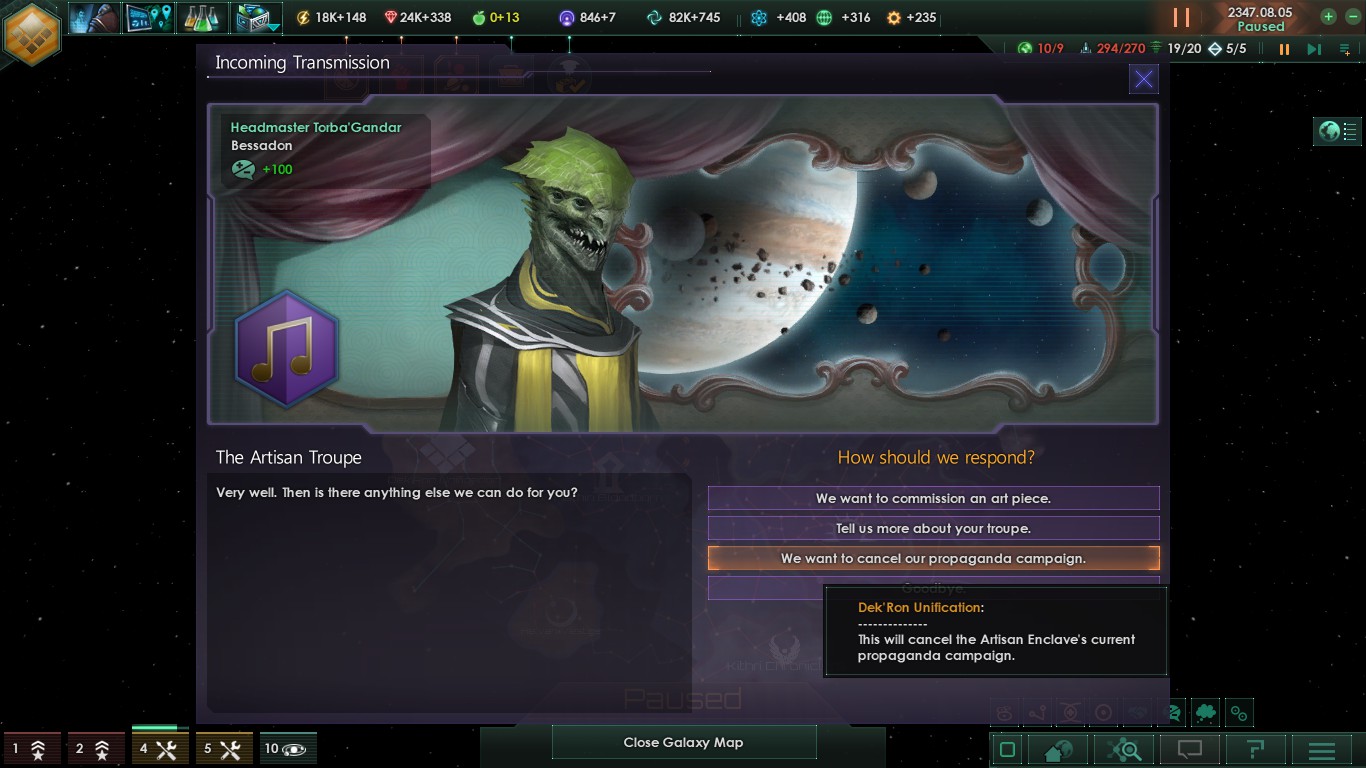 18K+148
24K+338
0+13
846+7
82K+745
+408
+316
+235
2347.08.05
Paused
10/9
294/270
19/20
5/5
Incoming Transmission
Headmaster Torba'Gandar
Bessadon
+100
The Artisan Troupe
How should we respond?
Very well. Then is there anything else we can do for you?
We want to commission an art piece.
Tell us more about your troupe.
We want to cancel our propaganda campaign.
Goodbye.
Dek'Ron Unification:
--------------
This will cancel the Artisan Enclave's current
propaganda campaign.
Paused
1
2
4
5
10
Close Galaxy Map